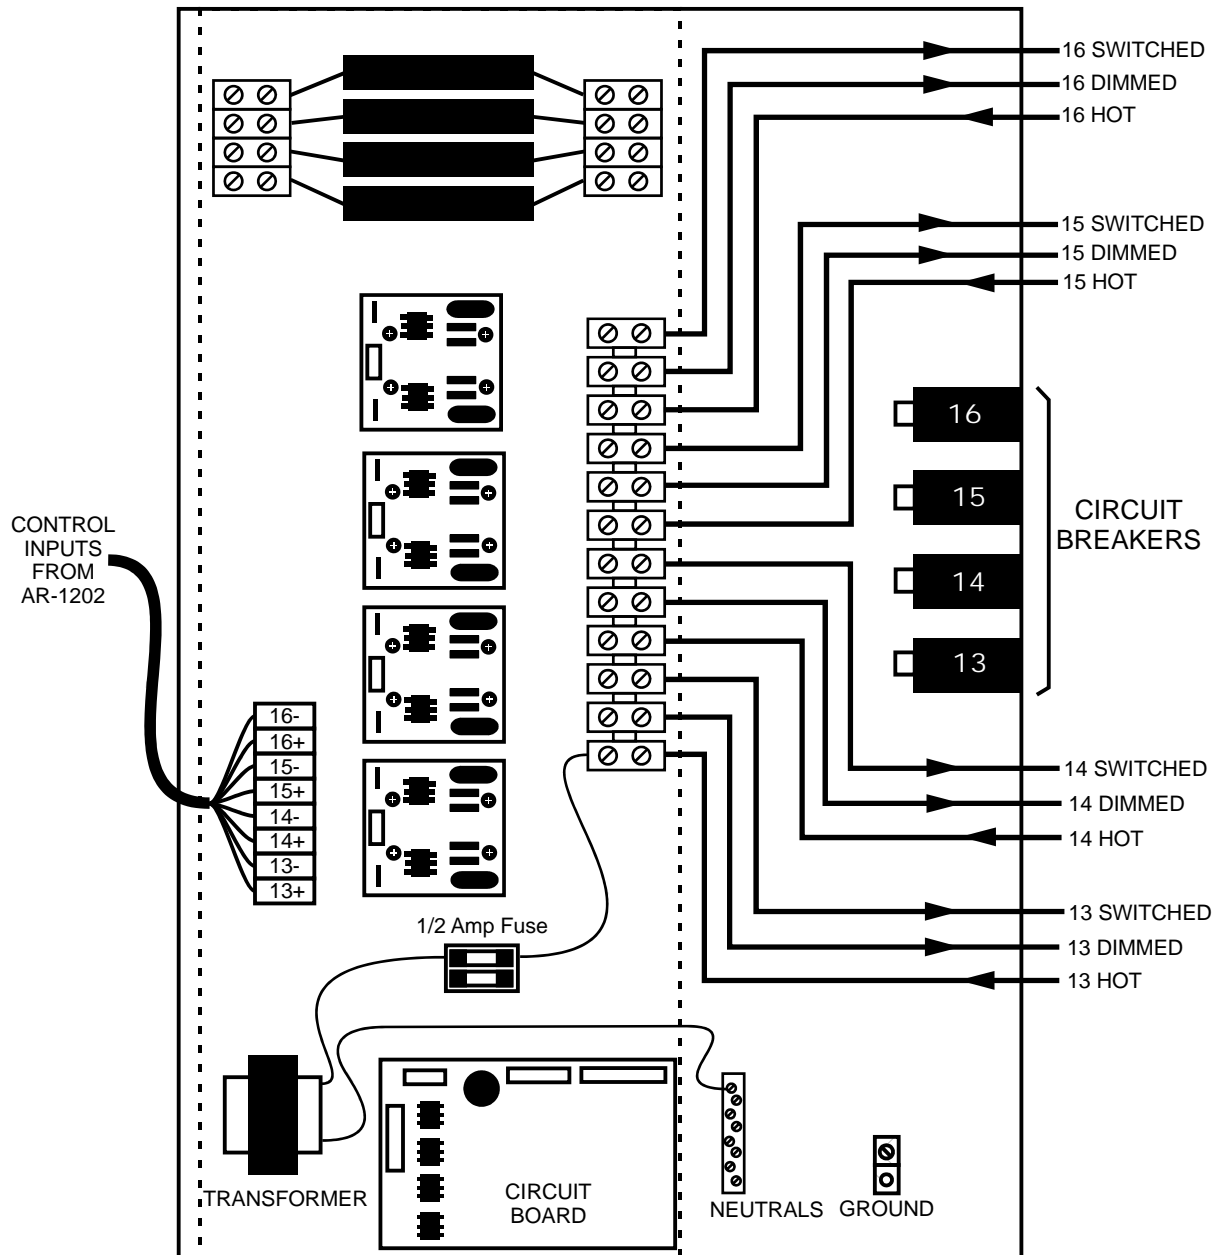 16 SWITCHED
16 DIMMED
16 HOT
15 SWITCHED
15 DIMMED
15 HOT
16
15
14
13
CIRCUIT
BREAKERS
CONTROL
INPUTS
FROM
AR-1202
16-
16+
15-
15+
14-
14+
13-
13+
14 SWITCHED
14 DIMMED
14 HOT
13 SWITCHED
13 DIMMED
13 HOT
1/2 Amp Fuse
TRANSFORMER
CIRCUIT
BOARD
NEUTRALS
GROUND